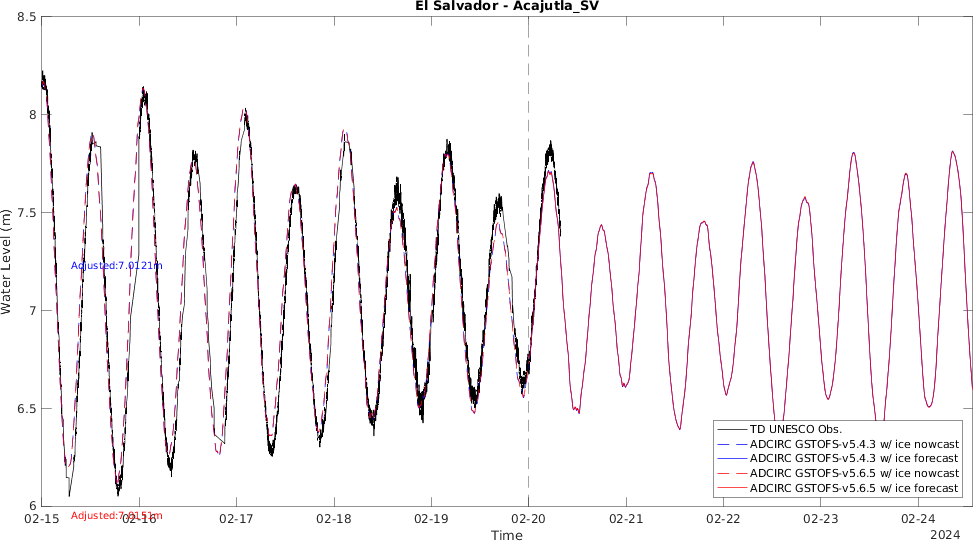 El Salvador - Acajutla_SV
8.5
8
7.5
7
6.5
6
Water Level (m)
Adjusted:7.0121m
Adjusted:7.0151m
TD UNESCO Obs.
ADCIRC GSTOFS-v5.4.3 w/ ice nowcast
ADCIRC GSTOFS-v5.4.3 w/ ice forecast
ADCIRC GSTOFS-v5.6.5 w/ ice nowcast
ADCIRC GSTOFS-v5.6.5 w/ ice forecast
02-15 02-16 02-17 02-18 02-19 02-20 02-21 02-22 02-23 02-24
Time
2024